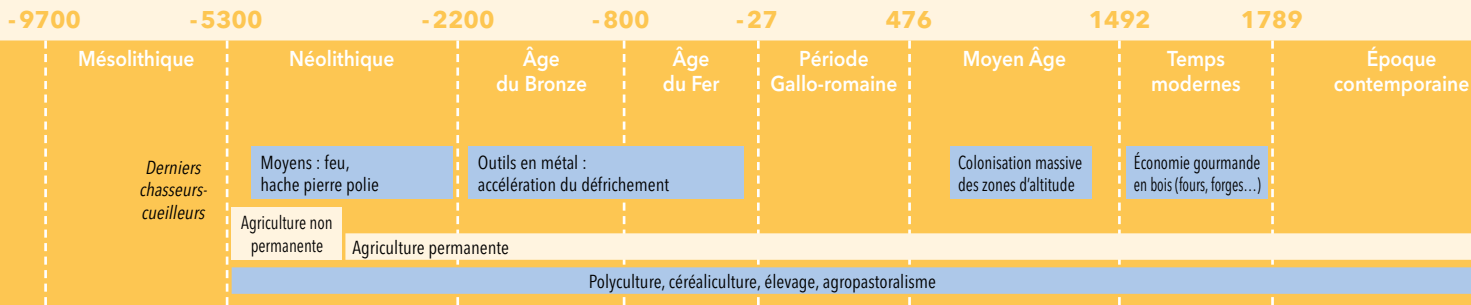 -9700 -5300 -2200 -800 -27 476 1492 1789
Mésolithique
Néolithique
Âge
du Bronze
Âge
du Fer
Période
Gallo-romaine
Moyen Âge
Temps
modernes
Époque
contemporaine
Derniers
chasseurs-
cueilleurs
Moyens : feu,
hache pierre polie
Outils en métal :
accélération du défrichement
Colonisation massive
des zones d'altitude
Économie gourmande
en bois (fours, forges…)
Agriculture non
permanente
Agriculture permanente
Polyculture, céréaliculture, élevage, agropastoralisme